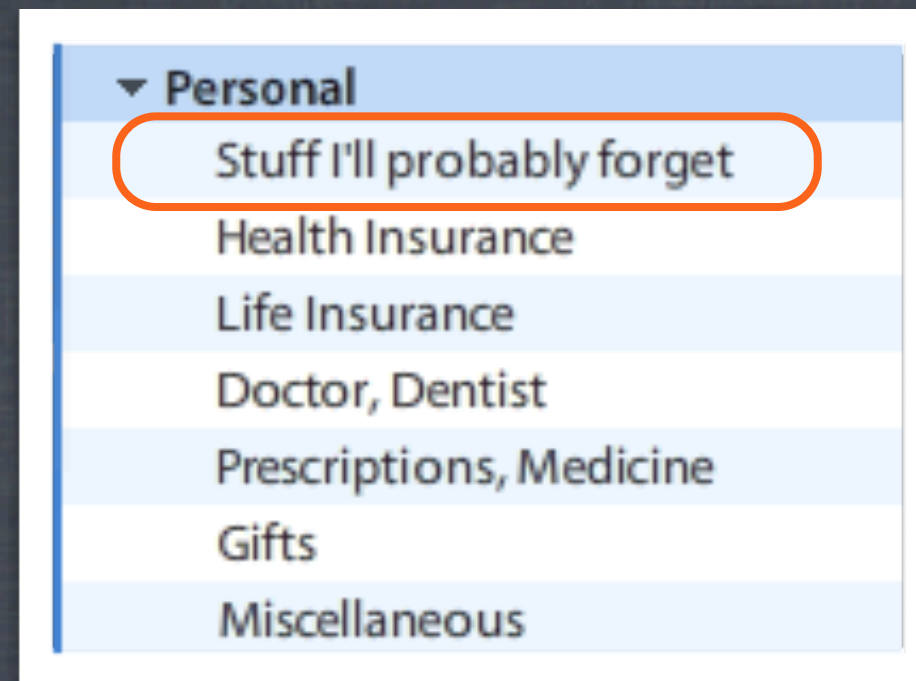 Personal
Stuff I'll probably forget
Health Insurance
Life Insurance
Doctor, Dentist
Prescriptions, Medicine
Gifts
Miscellaneous